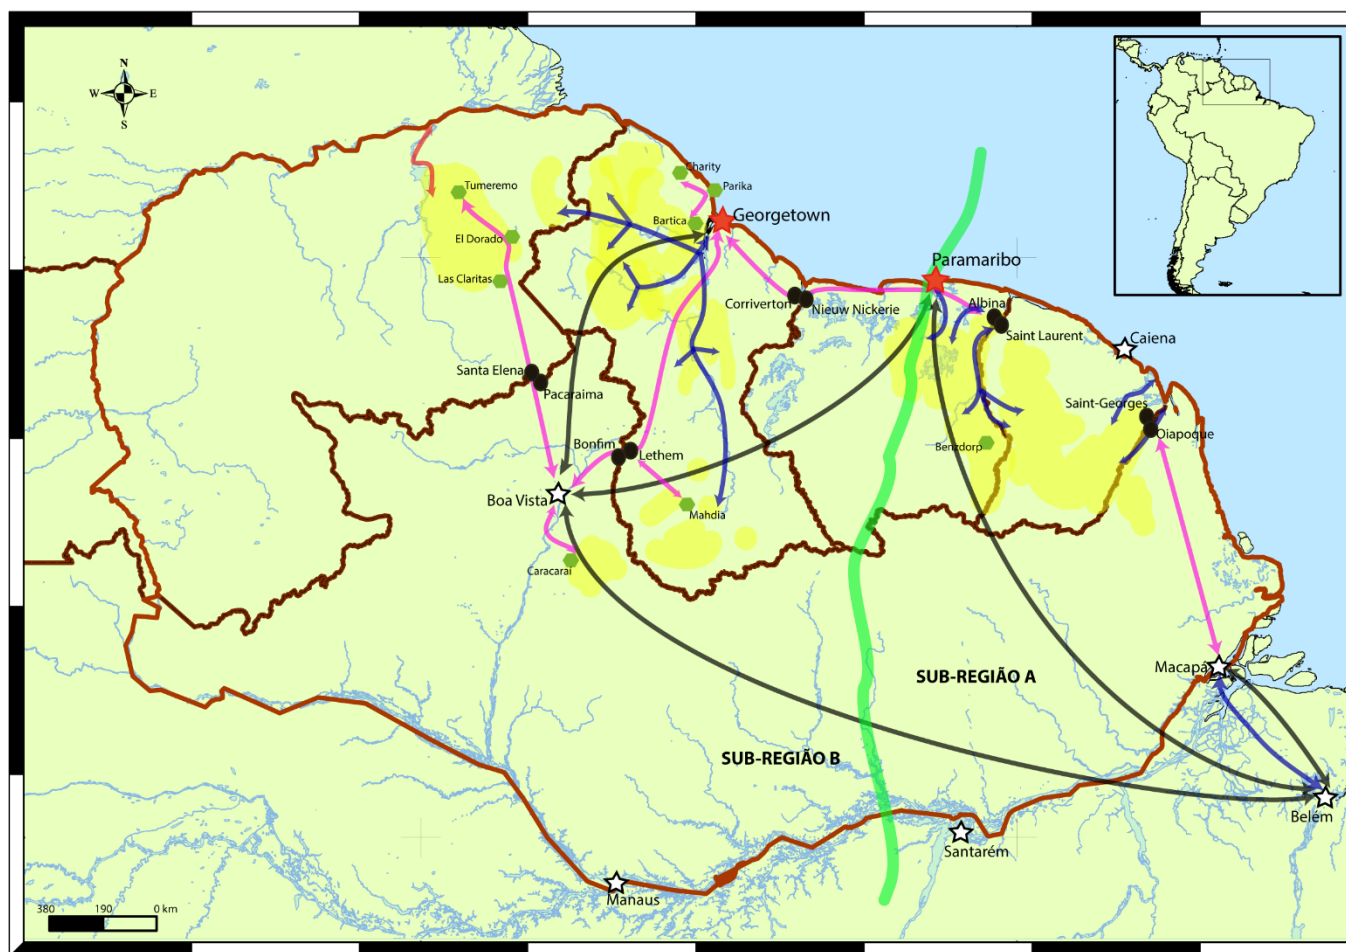 N
W E
S
Charity
Parika
Tumeremo
Bartica
Georgetown
El Dorado
Paramaribo
Las Claritas
Corriverton
Nieuw Nickerie
Albina
Saint Laurent
Caiena
Santa Elena
Pacaraima
Saint-Georges
Oiapoque
Bonfim
Lethem
Benzdorp
Boa Vista
Mahdia
Caracaraí
Macapá
SUB-REGIÃO A
SUB-REGIÃO B
Belém
Santarém
Manaus
380 190 0 km